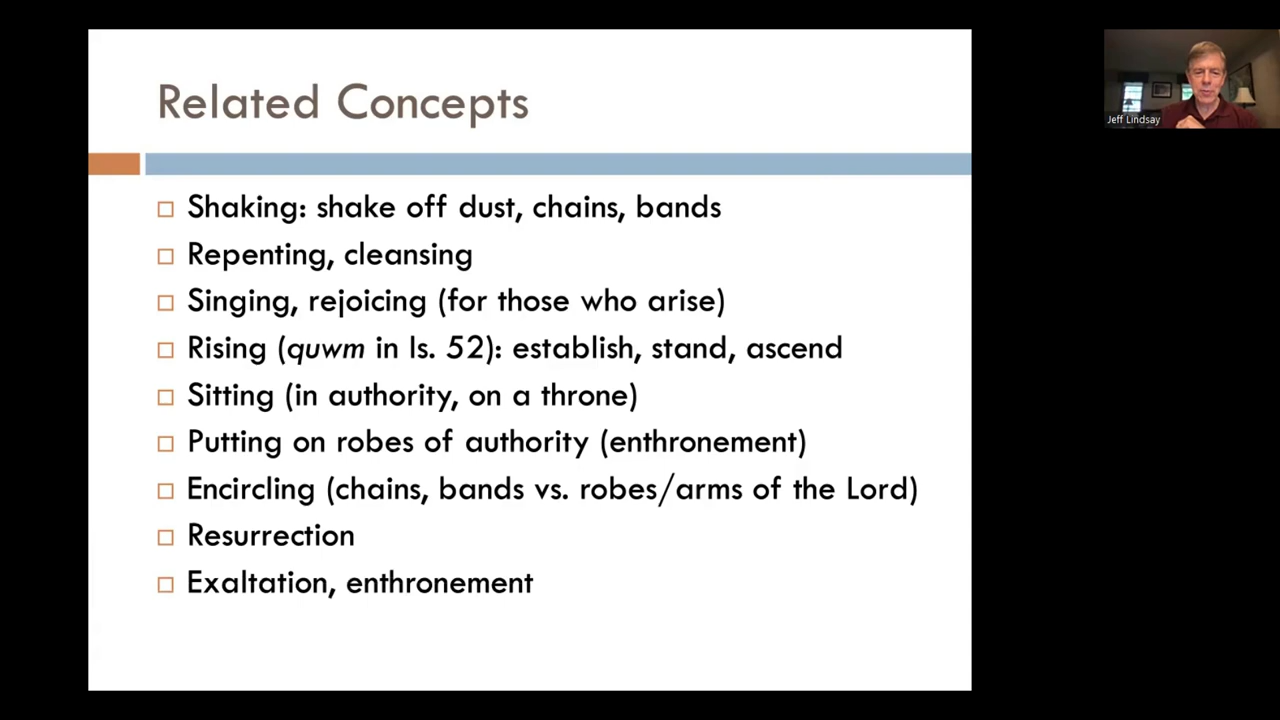 Related Concepts
Shaking: shake off dust, chains, bands
Repenting, cleansing
Singing, rejoicing (for those who arise)
Rising (quwm in Is. 52): establish, stand, ascend
Sitting (in authority, on a throne)
Putting on robes of authority (enthronement)
Encircling (chains, bands vs. robes/arms of the Lord)
Resurrection
Exaltation, enthronement
Jeff Lindsay